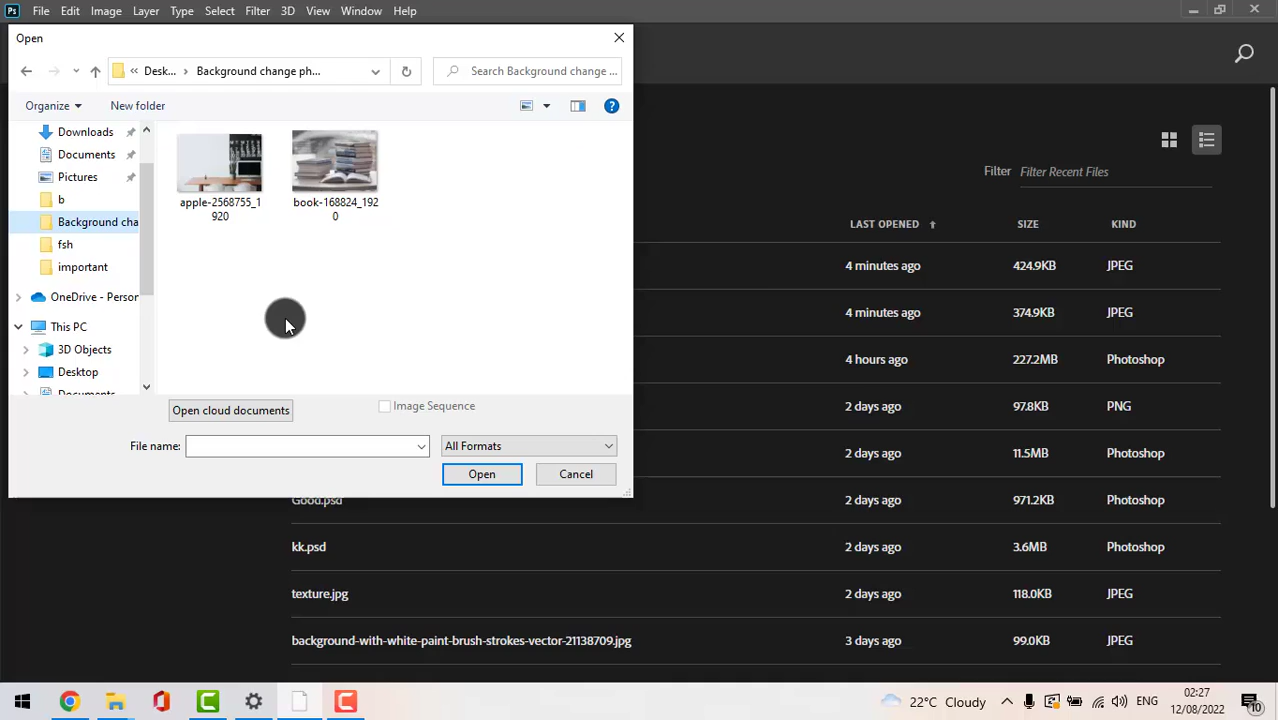 Ps File Edit Image Layer Type Select Filter 3D View Window Help
Open
« Desk... › Background change ph...
Search Background change ...
Organize
New folder
Downloads
Documents
Pictures
b
Background cha
fsh
important
OneDrive - Person
This PC
3D Objects
Desktop
Documents
apple-2568755_1
920
book-168824_192
0
Open cloud documents
Image Sequence
File name:
All Formats
Open
Cancel
Filter Filter Recent Files
LAST OPENED SIZE KIND
4 minutes ago 424.9KB JPEG
4 minutes ago 374.9KB JPEG
4 hours ago 227.2MB Photoshop
2 days ago 97.8KB PNG
2 days ago 11.5MB Photoshop
Good.psd 2 days ago 971.2KB Photoshop
kk.psd 2 days ago 3.6MB Photoshop
texture.jpg 2 days ago 118.0KB JPEG
background-with-white-paint-brush-strokes-vector-21138709.jpg 3 days ago 99.0KB JPEG
22°C Cloudy
ENG
02:27
12/08/2022
10